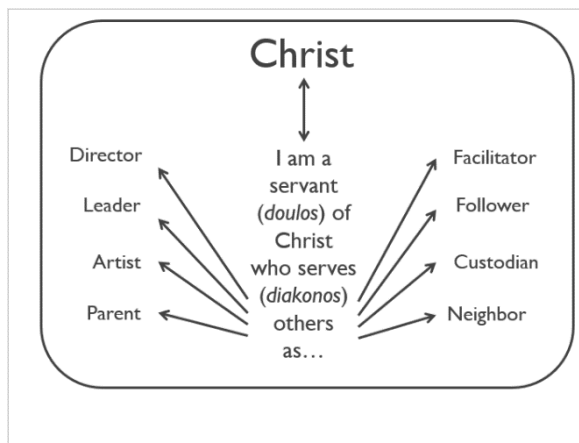 Christ
Director
Leader
Artist
Parent
I am a
servant
(doulos) of
Christ
who serves
(diakonos)
others
as...
Facilitator
Follower
Custodian
Neighbor